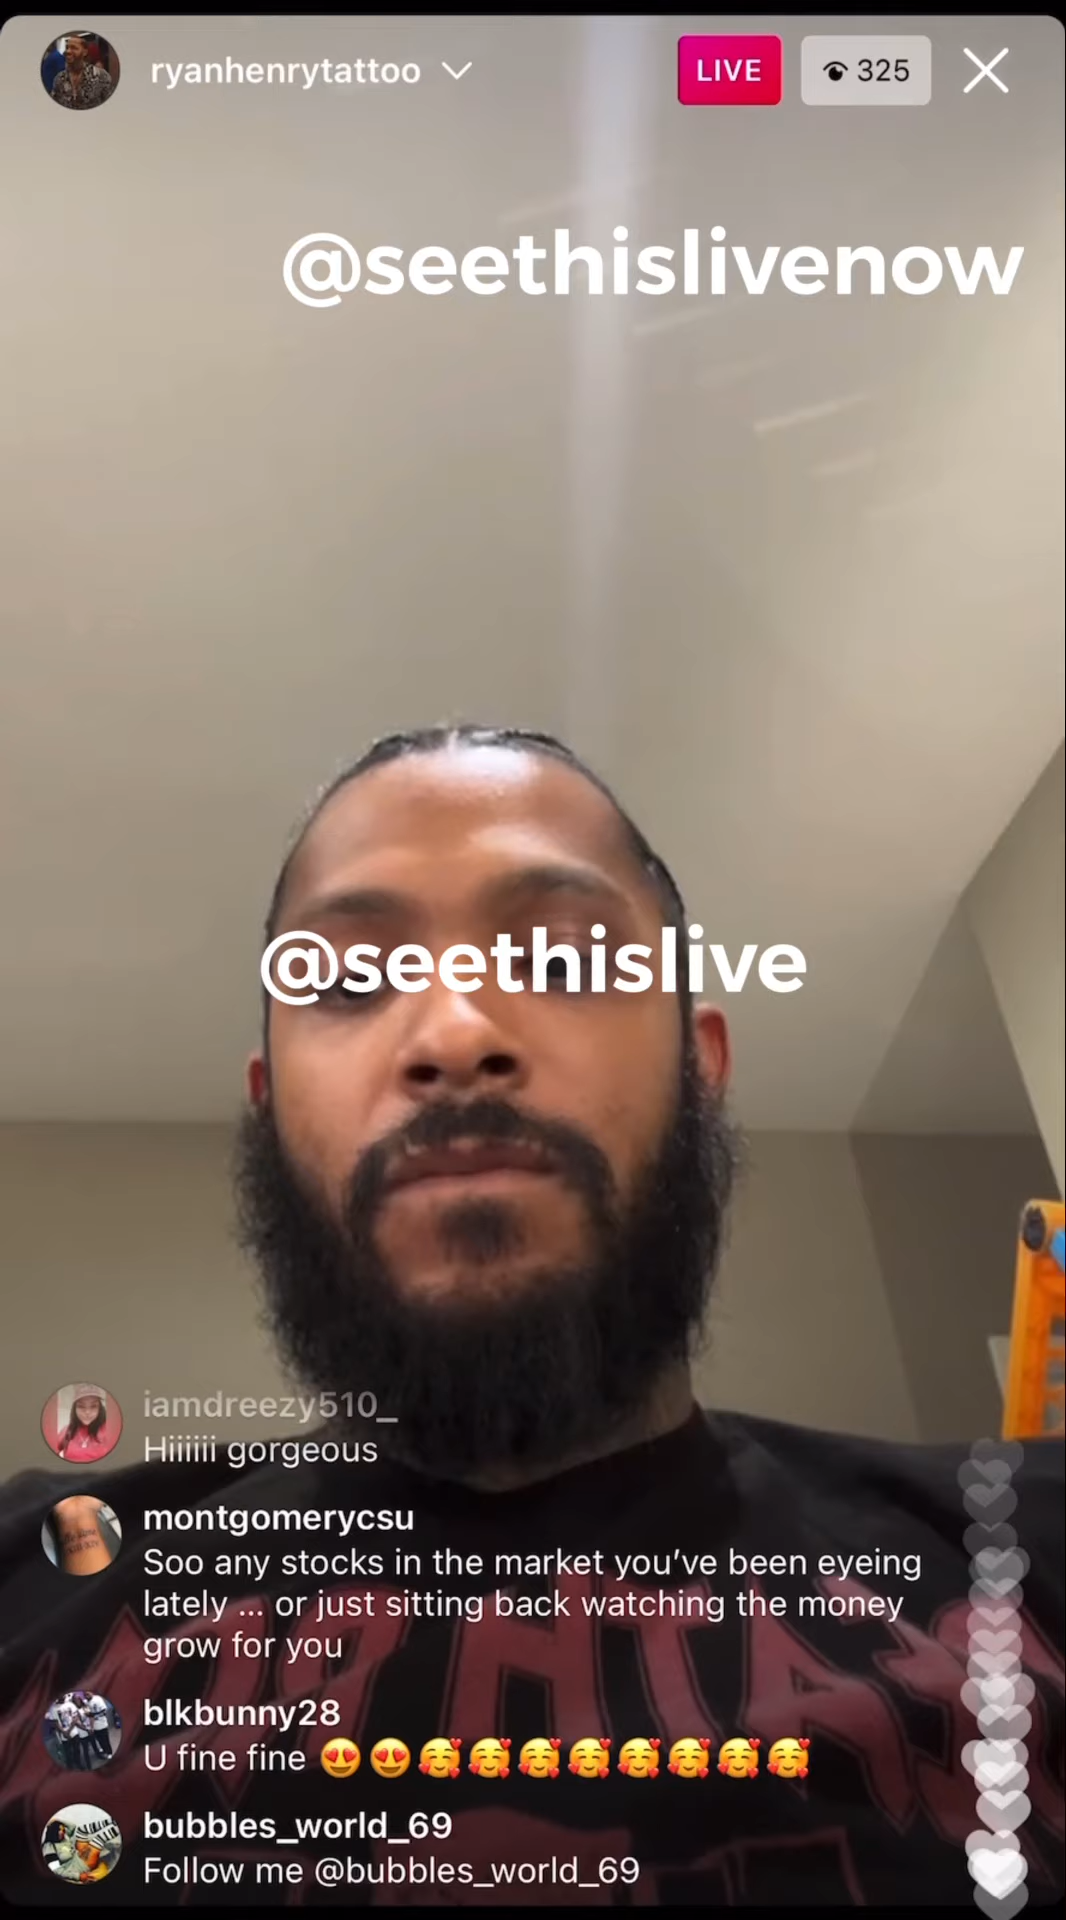 ryanhenrytattoo
LIVE
325
@seethislivenow
@seethislive
iamdreezy510_
Hiiiiii gorgeous
montgomerycsu
Soo any stocks in the market you’ve been eyeing
lately ... or just sitting back watching the money
grow for you
blkbunny28
U fine fine 😍😍🥰🥰🥰🥰🥰🥰🥰🥰
bubbles_world_69
Follow me @bubbles_world_69